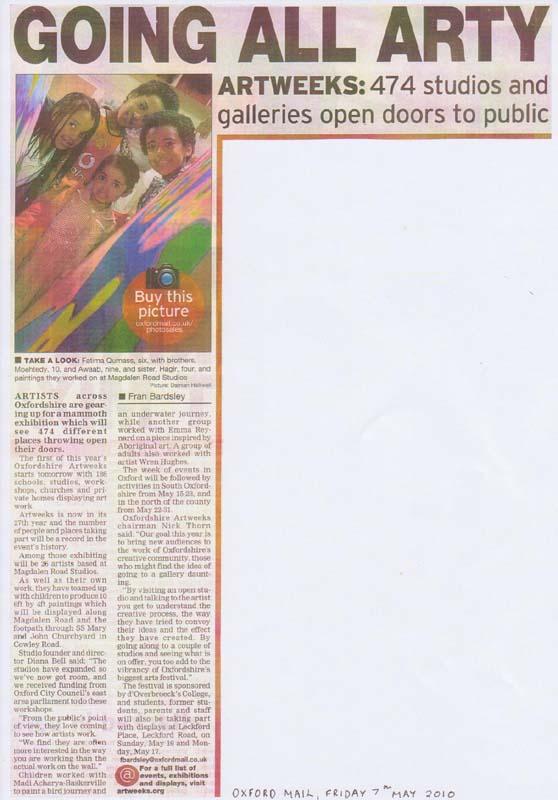 GOING ALL ARTY
ARTWEEKS: 474 studios and
galleries open doors to public
Buy this
picture
oxfordmail.co.uk/
photosales
TAKE A LOOK: Fatima Qumass, six, with brothers,
Moehtedy, 10, and Awaab, nine, and sister, Hagir, four, and
paintings they worked on at Magdalen Road Studios
Picture: Damian Halliwell
ARTISTS across
Oxfordshire are gear-
ing up for a mammoth
exhibition which will
see 474 different
places throwing open
their doors.
The first of this year's
Oxfordshire Artweeks
starts tomorrow with 186
schools, studios, work-
shops, churches and pri-
vate homes displaying art
work.
Artweeks is now in its
27th year and the number
of people and places taking
part will be a record in the
event's history.
Among those exhibiting
will be 26 artists based at
Magdalen Road Studios.
As well as their own
work, they have teamed up
with children to produce 10
6ft by 4ft paintings which
will be displayed along
Magdalen Road and the
footpath through SS Mary
and John Churchyard in
Cowley Road.
Studio founder and direc-
tor Diana Bell said: "The
studios have expanded so
we've now got room, and
we received funding from
Oxford City Council's east
area parliament to do these
workshops.
"From the public's point
of view, they love coming
to see how artists work.
"We find they are often
more interested in the way
you are working than the
actual work on the wall."
Children worked with
Madi Acharya-Baskerville
to paint a bird journey and
Fran Bardsley
an underwater journey,
while another group
worked with Emma Rey-
nard on a piece inspired by
Aboriginal art. A group of
adults also worked with
artist Wren Hughes.
The week of events in
Oxford will be followed by
activities in South Oxford-
shire from May 15-23, and
in the north of the county
from May 22-31.
Oxfordshire Artweeks
chairman Nick Thorn
said: "Our goal this year is
to bring new audiences to
the work of Oxfordshire's
creative community, those
who might find the idea of
going to a gallery daunt-
ing.
"By visiting an open stu-
dio and talking to the artist
you get to understand the
creative process, the way
they have tried to convey
their ideas and the effect
they have created. By
going along to a couple of
studios and seeing what is
on offer, you too add to the
vibrancy of Oxfordshire's
biggest arts festival."
The festival is sponsored
by d'Overbroeck's College,
and students, former stu-
dents, parents and staff
will also be taking part
with displays at Leckford
Place, Leckford Road, on
Sunday, May 16 and Mon-
day, May 17.
fbardsley@oxfordmail.co.uk
@ For a full list of
events, exhibitions
and displays, visit
artweeks.org
OXFORD MAIL, FRIDAY 7TH MAY 2010